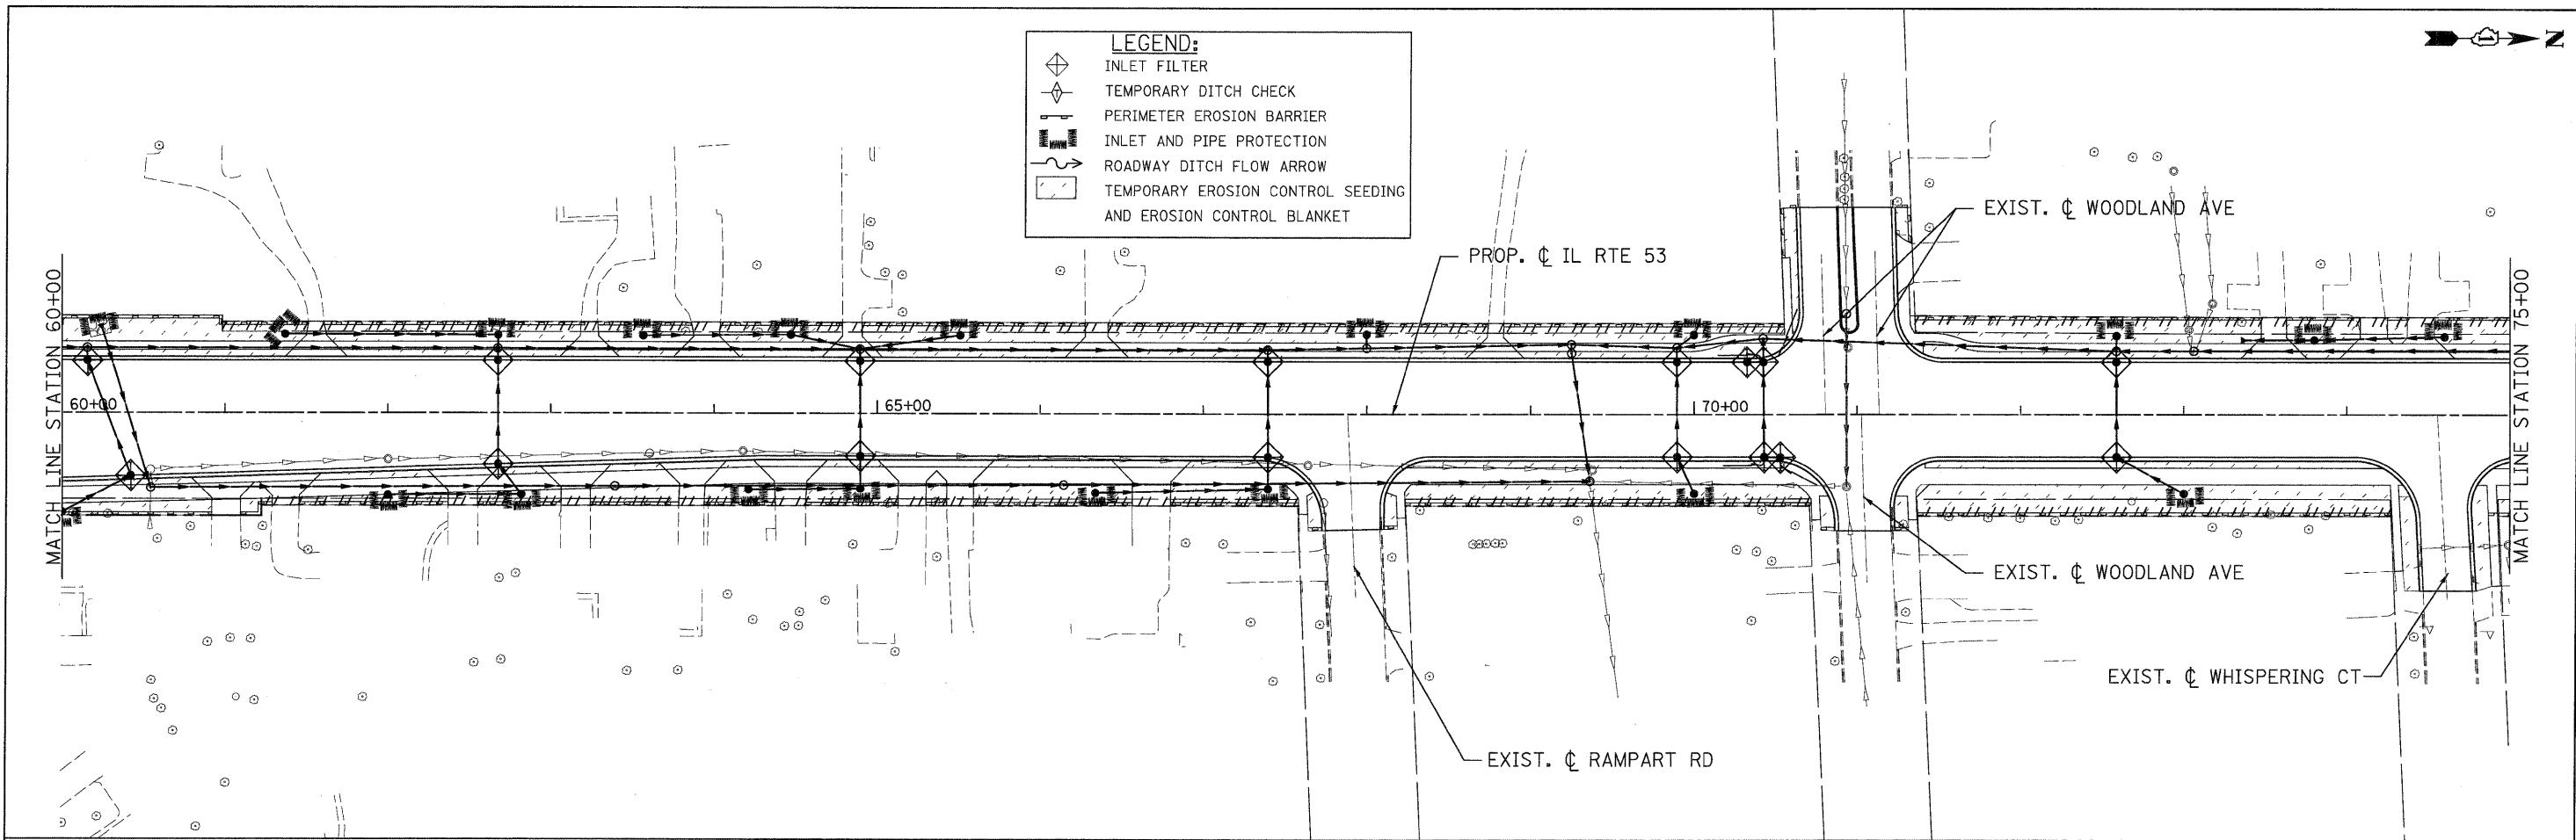 LEGEND:
INLET FILTER
TEMPORARY DITCH CHECK
PERIMETER EROSION BARRIER
INLET AND PIPE PROTECTION
ROADWAY DITCH FLOW ARROW
TEMPORARY EROSION CONTROL SEEDING
AND EROSION CONTROL BLANKET
N
EXIST. ℄ WOODLAND AVE
PROP. ℄ IL RTE 53
MATCH LINE STATION 60+00
60+00
65+00
70+00
MATCH LINE STATION 75+00
EXIST. ℄ WOODLAND AVE
EXIST. ℄ WHISPERING CT
EXIST. ℄ RAMPART RD